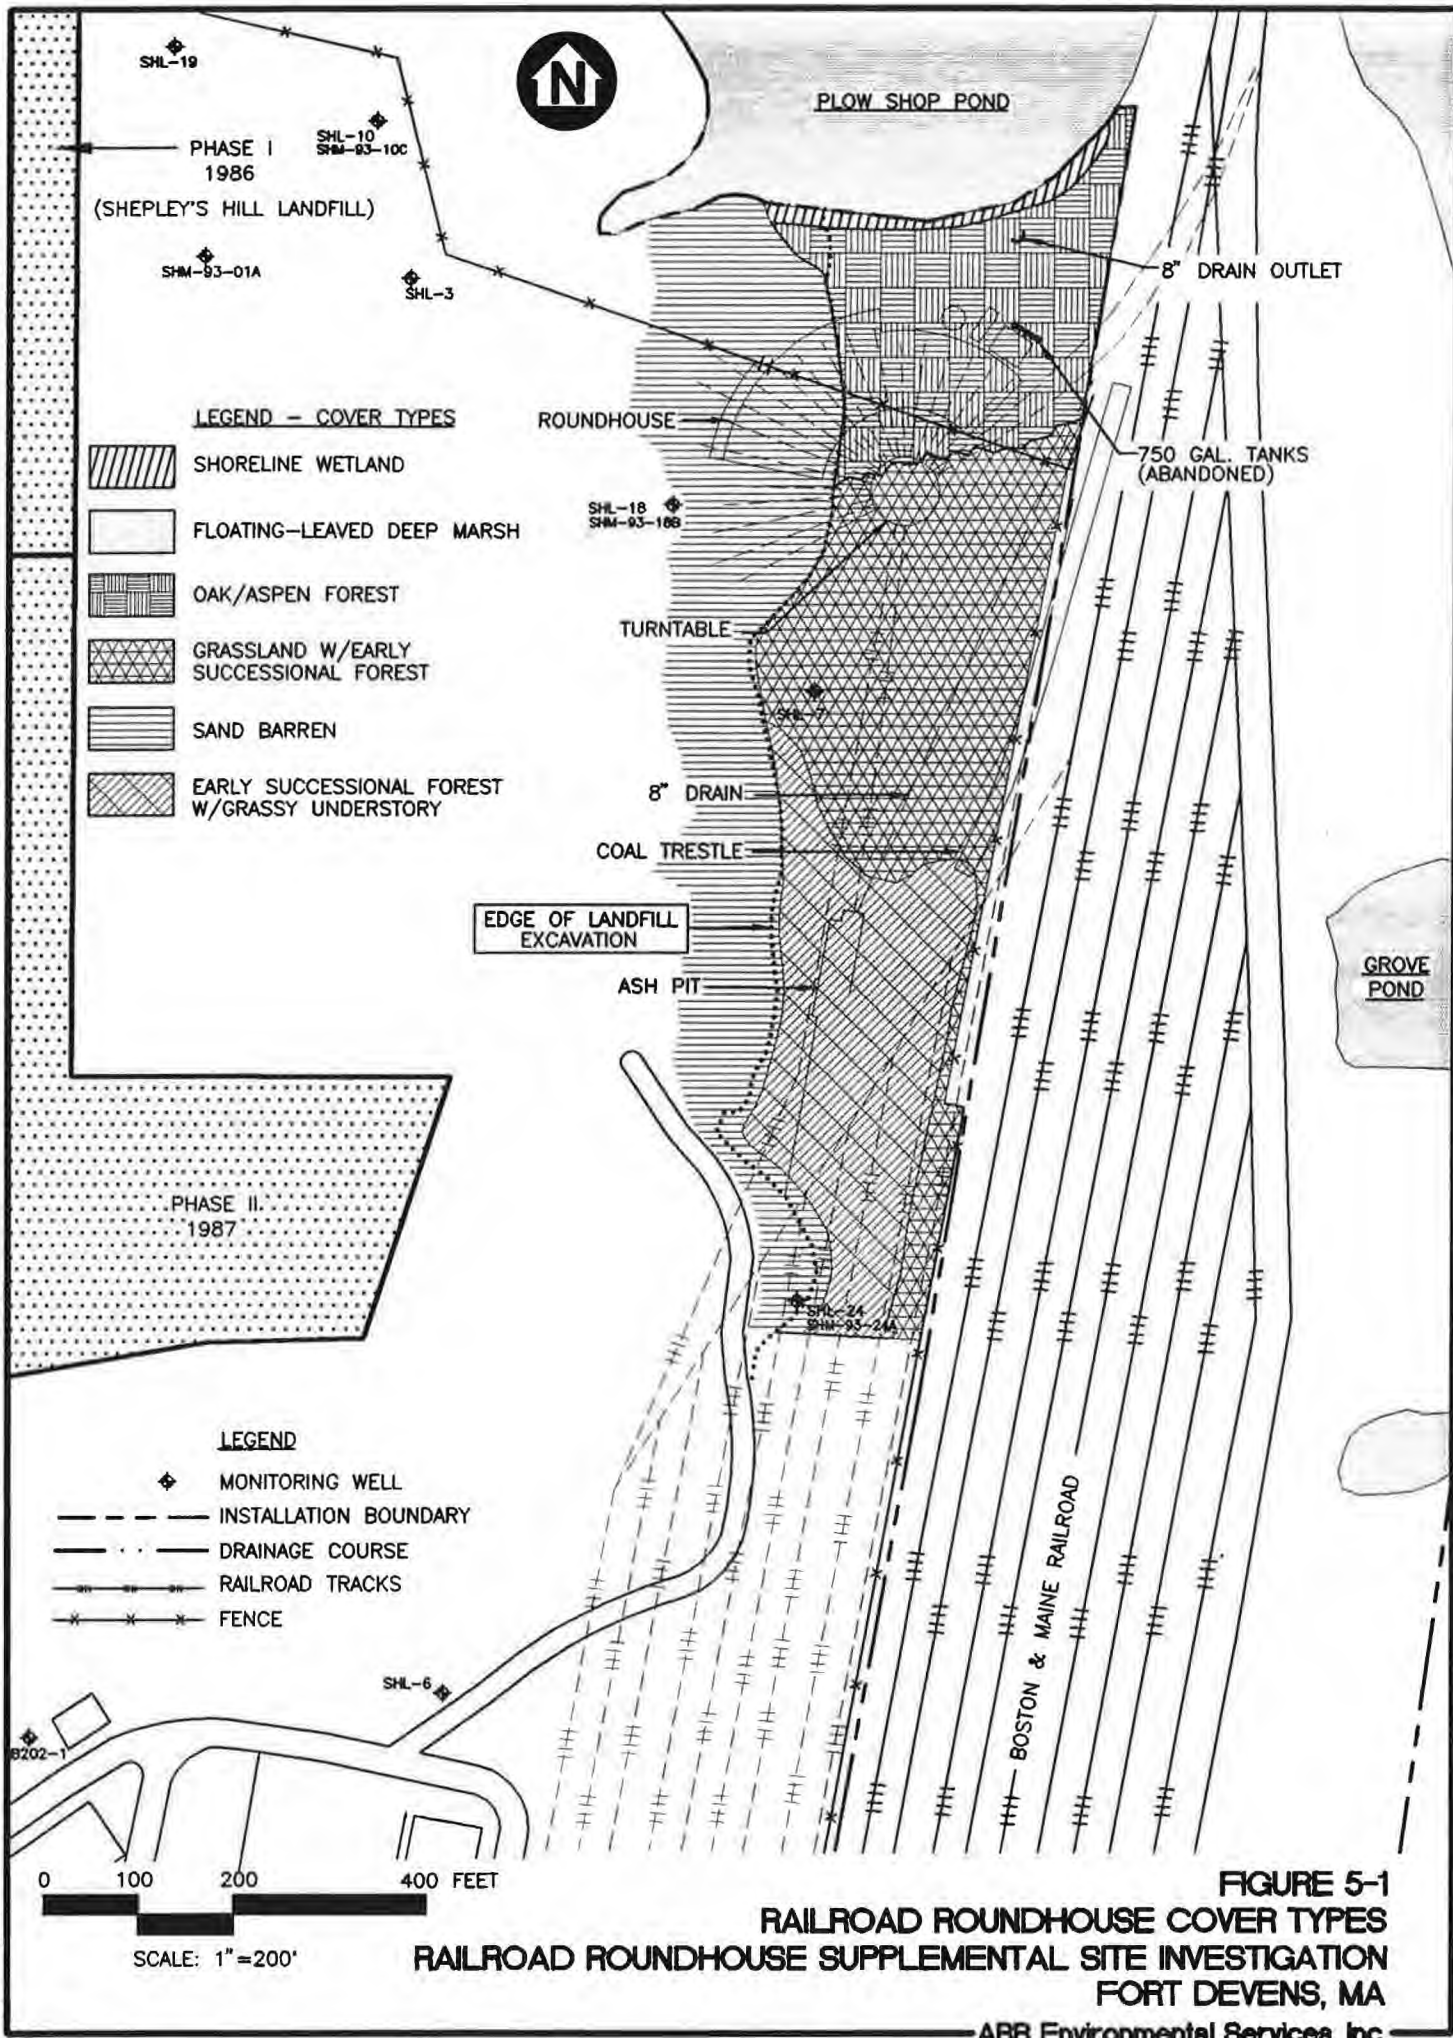 SHL-19
N
PLOW SHOP POND
SHL-10
SHM-93-10C
PHASE I
1986
(SHEPLEY'S HILL LANDFILL)
SHM-93-01A
SHL-3
8" DRAIN OUTLET
LEGEND - COVER TYPES
SHORELINE WETLAND
FLOATING-LEAVED DEEP MARSH
OAK/ASPEN FOREST
GRASSLAND W/EARLY
SUCCESSIONAL FOREST
SAND BARREN
EARLY SUCCESSIONAL FOREST
W/GRASSY UNDERSTORY
ROUNDHOUSE
750 GAL. TANKS
(ABANDONED)
SHL-18
SHM-93-18B
TURNTABLE
SHL-7
8" DRAIN
COAL TRESTLE
EDGE OF LANDFILL
EXCAVATION
ASH PIT
GROVE
POND
PHASE II
1987
SHL-24
SHM-93-24A
LEGEND
MONITORING WELL
INSTALLATION BOUNDARY
DRAINAGE COURSE
RAILROAD TRACKS
FENCE
BOSTON & MAINE RAILROAD
SHL-6
B202-1
0 100 200 400 FEET
SCALE: 1"=200'
FIGURE 5-1
RAILROAD ROUNDHOUSE COVER TYPES
RAILROAD ROUNDHOUSE SUPPLEMENTAL SITE INVESTIGATION
FORT DEVENS, MA
ABB Environmental Services, Inc.